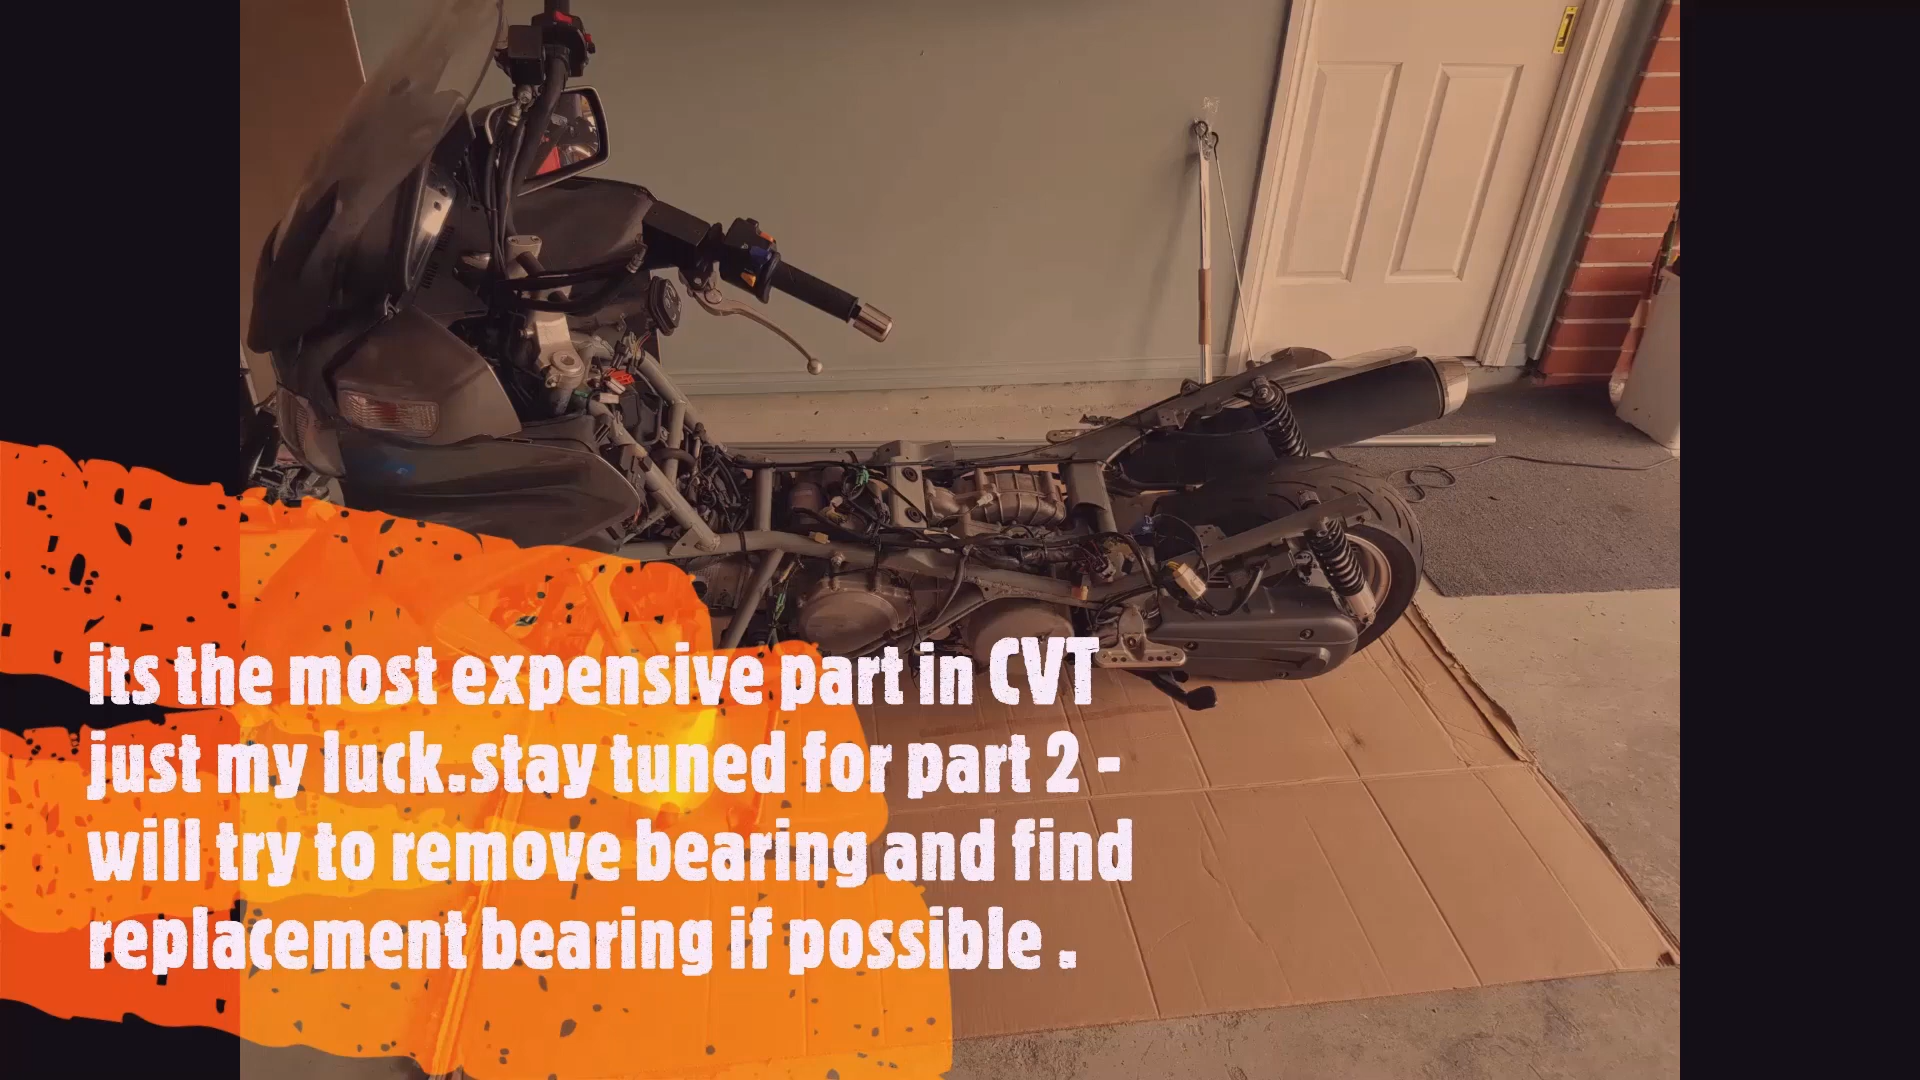 its the most expensive part in CVT
just my luck.stay tuned for part 2 -
will try to remove bearing and find
replacement bearing if possible .